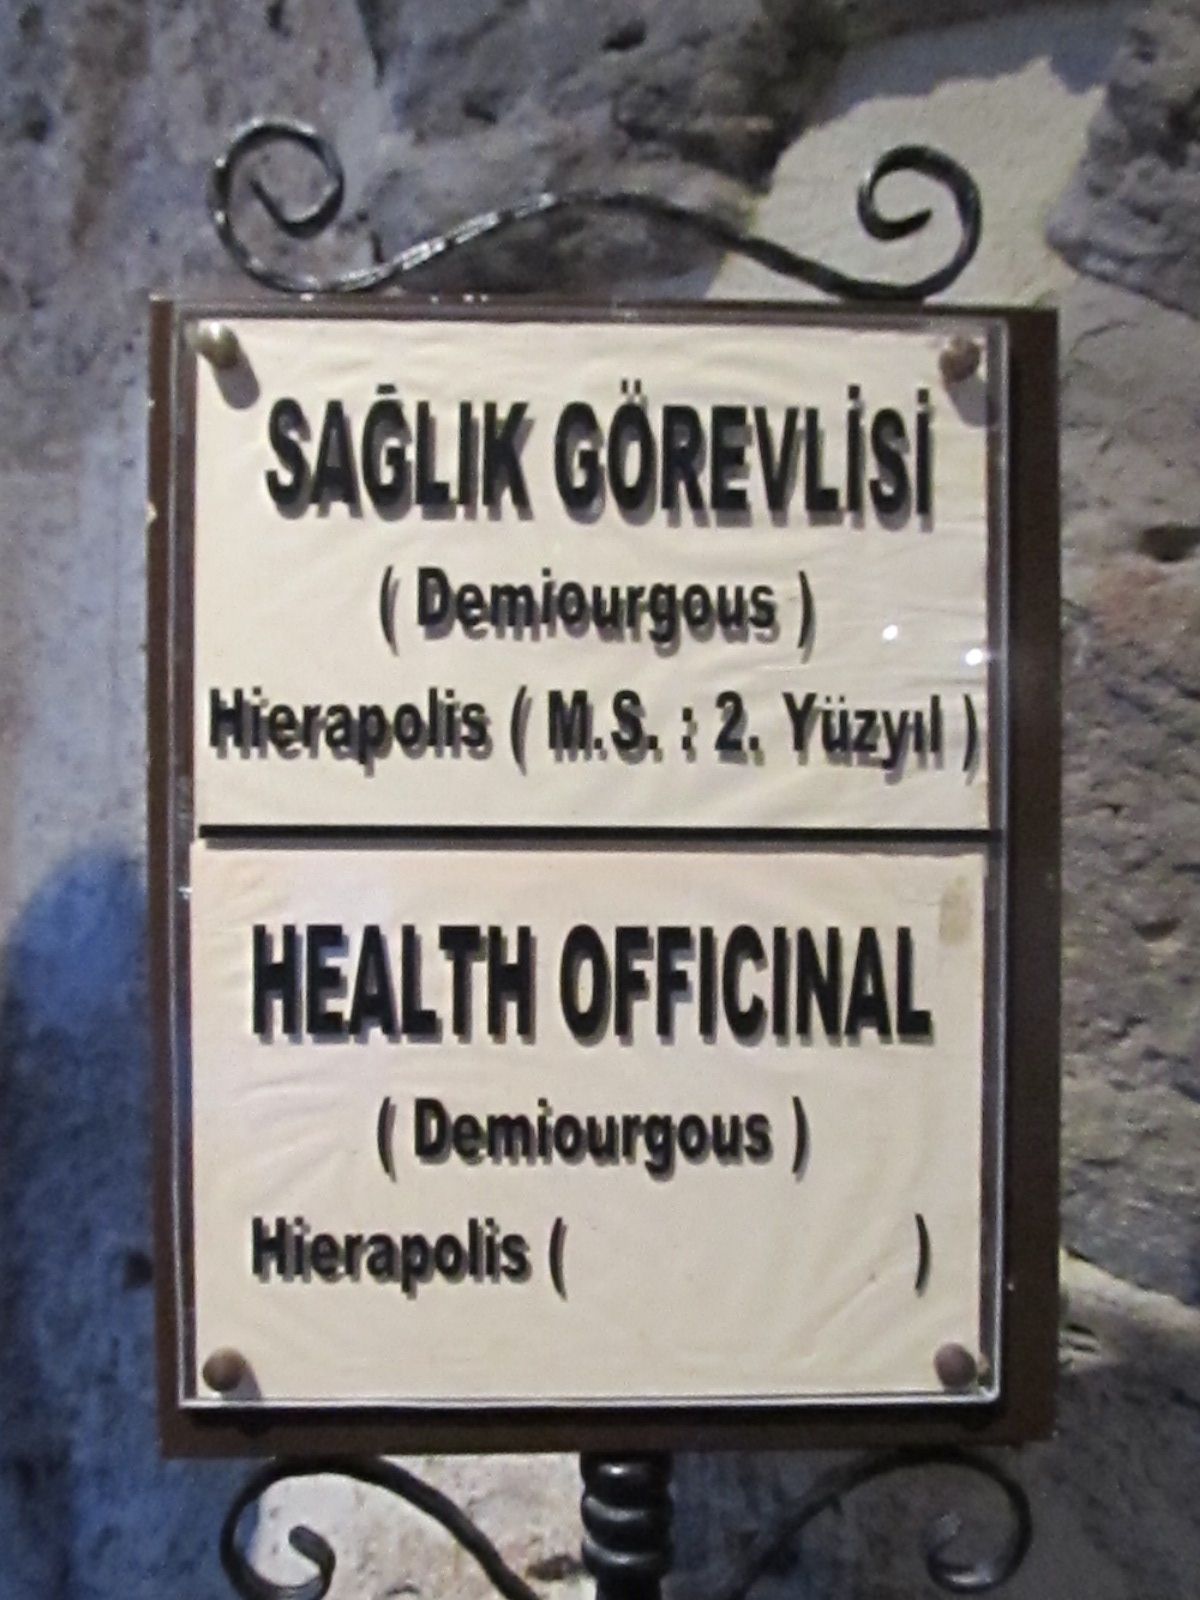 SAĞLIK GÖREVLİSİ
( Demiourgous )
Hierapolis ( M.S. : 2. Yüzyıl )
HEALTH OFFICINAL
( Demiourgous )
Hierapolis ( )